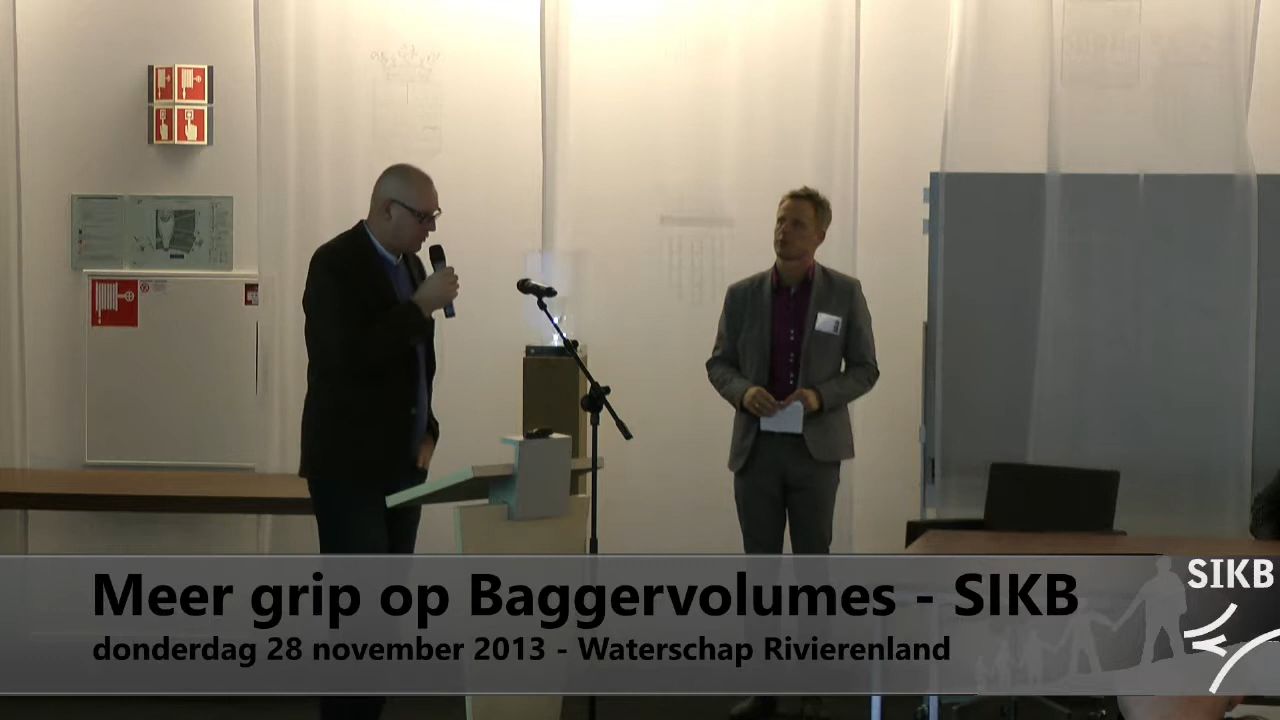 Meer grip op Baggervolumes - SIKB
donderdag 28 november 2013 - Waterschap Rivierenland
SIKB